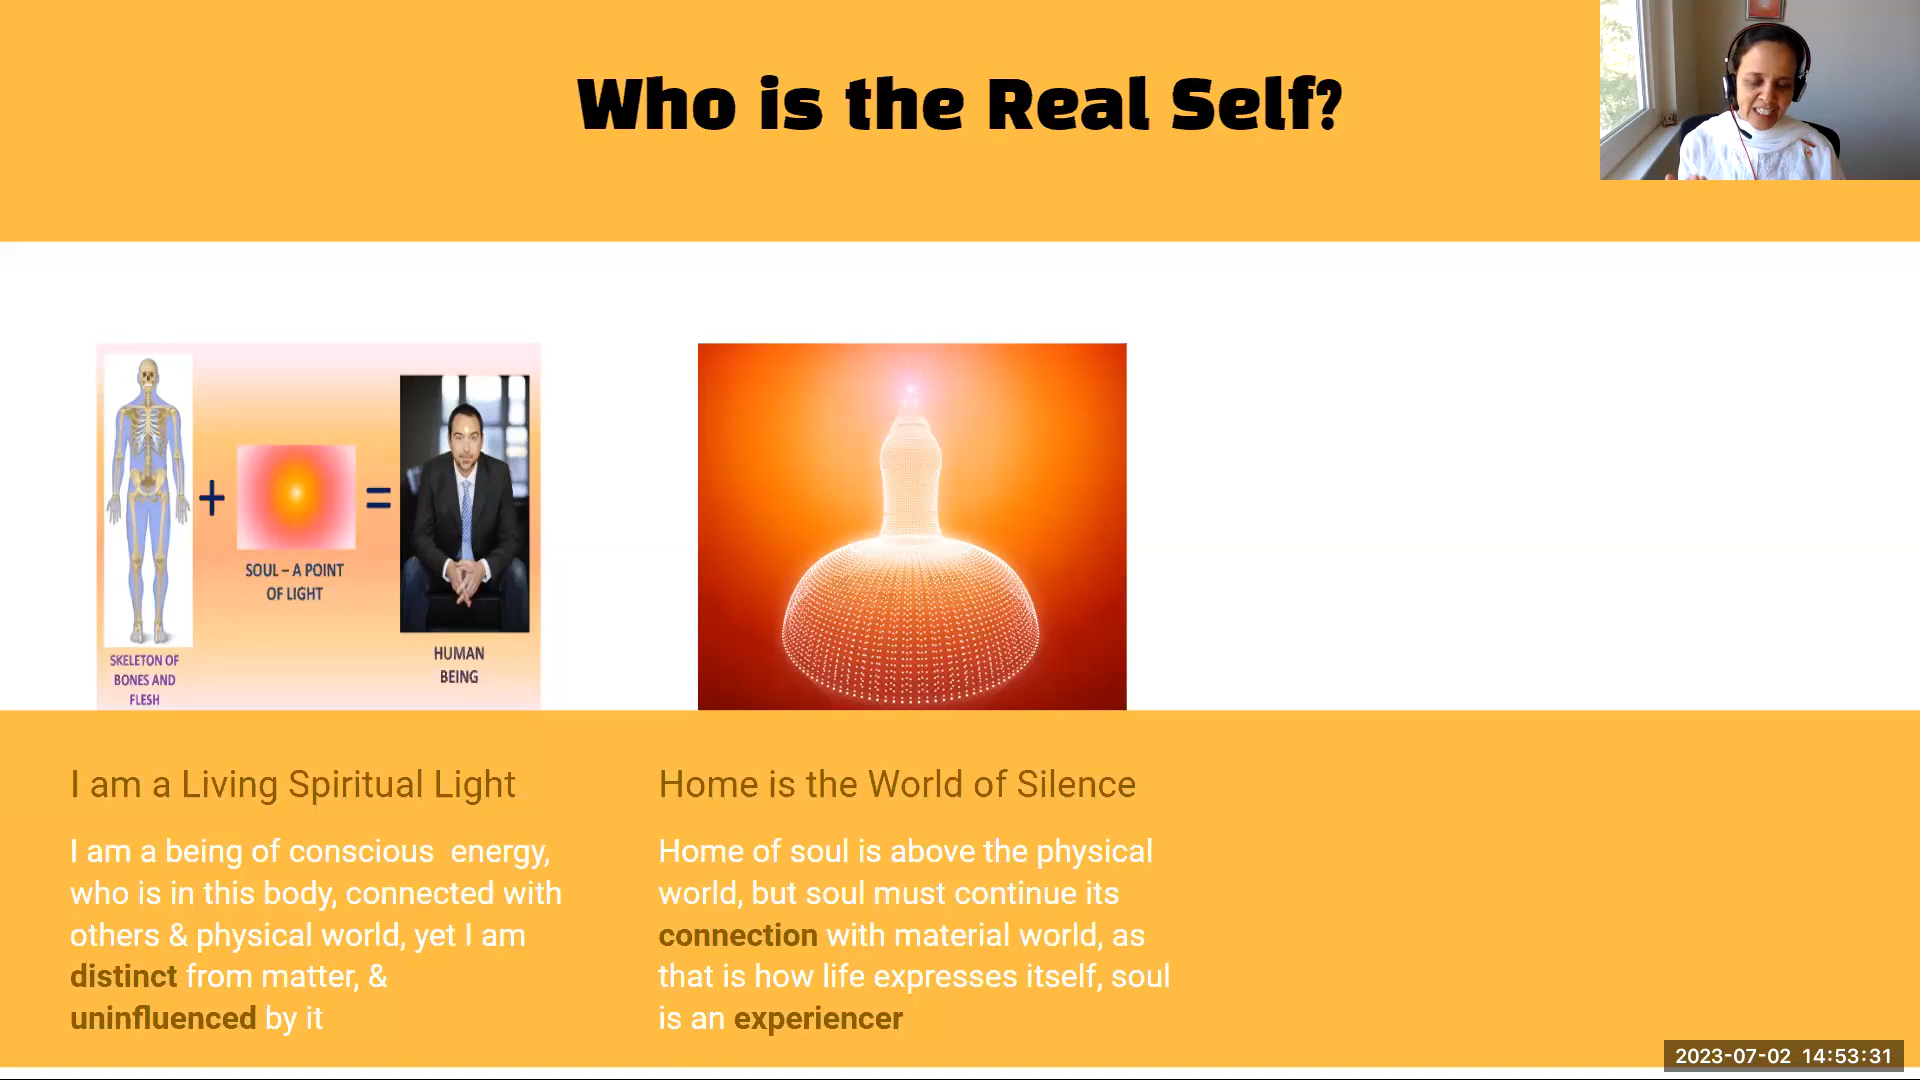 Who is the Real Self?
+
=
SOUL – A POINT
OF LIGHT
SKELETON OF
BONES AND
FLESH
HUMAN
BEING
I am a Living Spiritual Light
I am a being of conscious energy,
who is in this body, connected with
others & physical world, yet I am
distinct from matter, &
uninfluenced by it
Home is the World of Silence
Home of soul is above the physical
world, but soul must continue its
connection with material world, as
that is how life expresses itself, soul
is an experiencer
2023-07-02 14:53:31